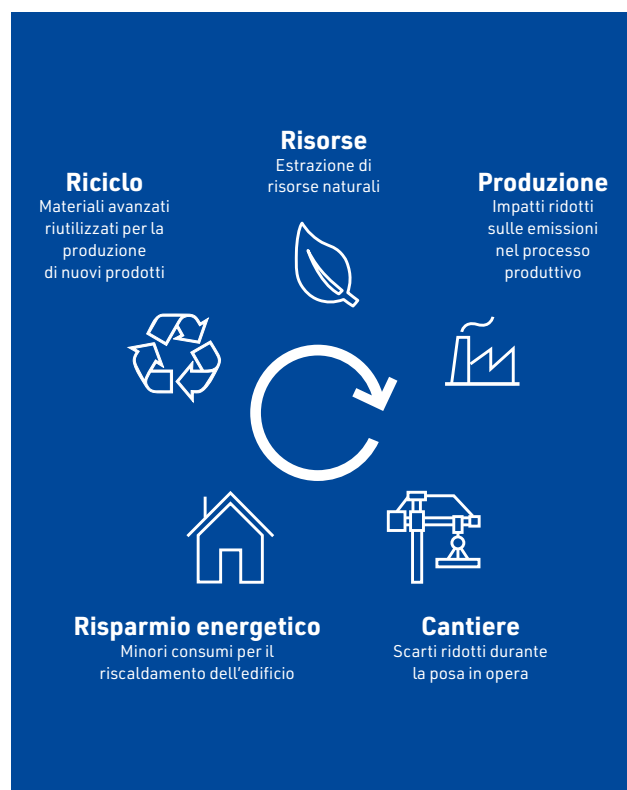 Risorse
Estrazione di
risorse naturali
Riciclo
Materiali avanzati
riutilizzati per la
produzione
di nuovi prodotti
Produzione
Impatti ridotti
sulle emissioni
nel processo
produttivo
Risparmio energetico
Minori consumi per il
riscaldamento dell'edificio
Cantiere
Scarti ridotti durante
la posa in opera